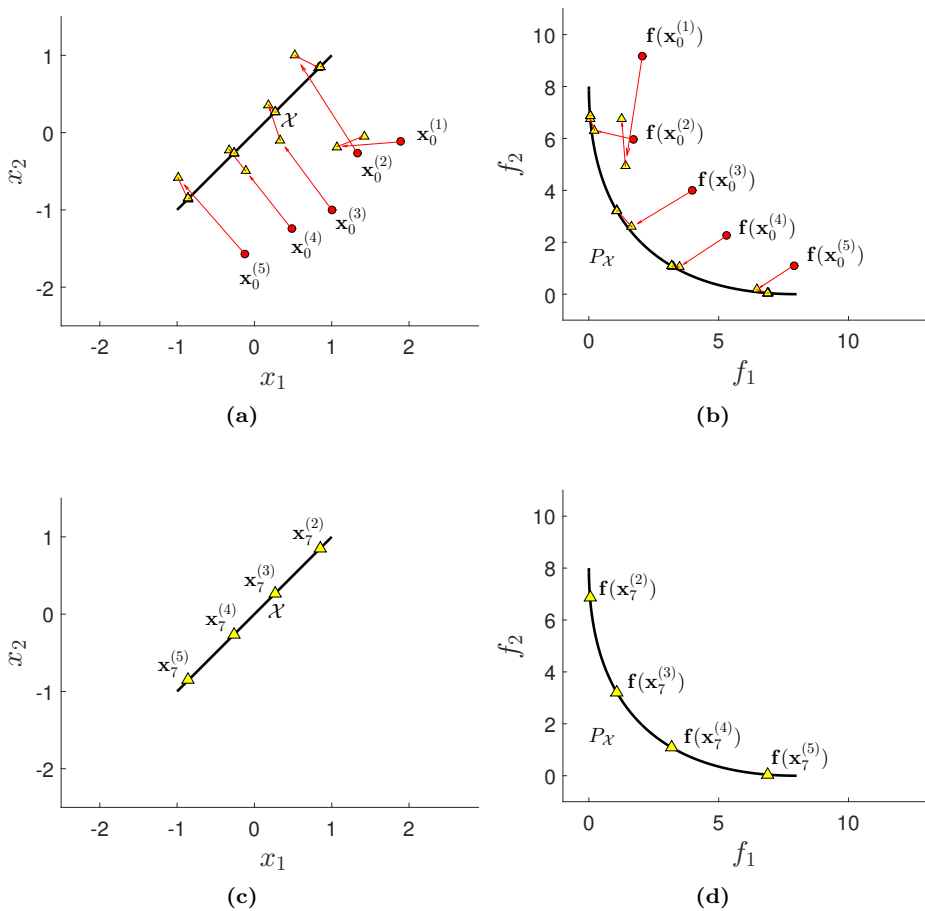 2
1
0
-1
-2
x₂
-2
-1
0
1
2
x₁
𝒳
x₀⁽¹⁾
x₀⁽²⁾
x₀⁽³⁾
x₀⁽⁴⁾
x₀⁽⁵⁾
(a)
10
8
6
4
2
0
f₂
0
5
10
f₁
f(x₀⁽¹⁾)
f(x₀⁽²⁾)
f(x₀⁽³⁾)
f(x₀⁽⁴⁾)
f(x₀⁽⁵⁾)
P𝒳
(b)
1
0
-1
-2
x₂
-2
-1
0
1
2
x₁
x₇⁽²⁾
x₇⁽³⁾
𝒳
x₇⁽⁴⁾
x₇⁽⁵⁾
(c)
10
8
6
4
2
0
f₂
0
5
10
f₁
f(x₇⁽²⁾)
f(x₇⁽³⁾)
f(x₇⁽⁴⁾)
f(x₇⁽⁵⁾)
P𝒳
(d)